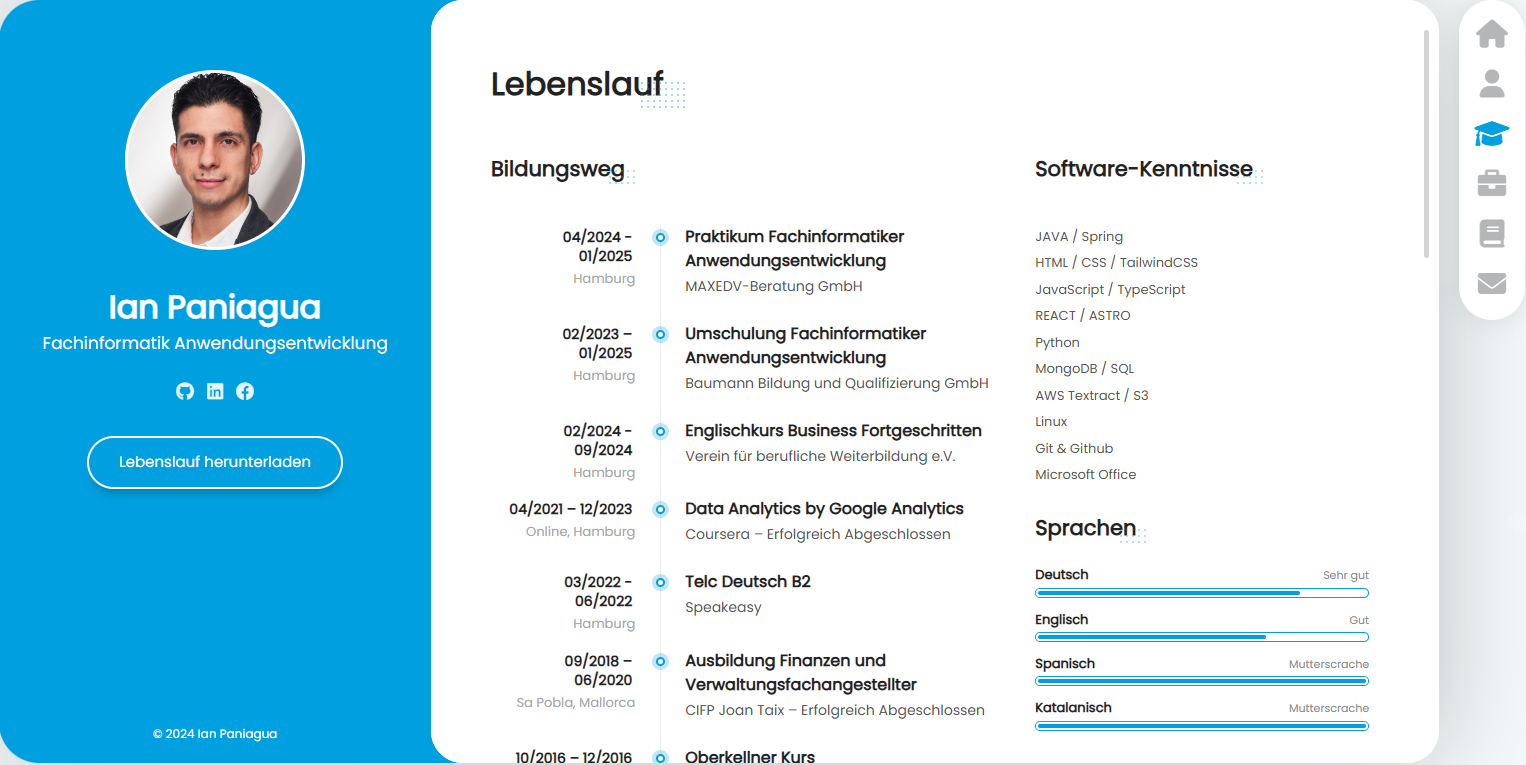 Ian Paniagua
Fachinformatik Anwendungsentwicklung
Lebenslauf herunterladen
© 2024 Ian Paniagua
Lebenslauf
Bildungsweg
04/2024 -
01/2025
Hamburg
Praktikum Fachinformatiker
Anwendungsentwicklung
MAXEDV-Beratung GmbH
02/2023 –
01/2025
Hamburg
Umschulung Fachinformatiker
Anwendungsentwicklung
Baumann Bildung und Qualifizierung GmbH
02/2024 -
09/2024
Hamburg
Englischkurs Business Fortgeschritten
Verein für berufliche Weiterbildung e.V.
04/2021 – 12/2023
Online, Hamburg
Data Analytics by Google Analytics
Coursera – Erfolgreich Abgeschlossen
03/2022 -
06/2022
Hamburg
Telc Deutsch B2
Speakeasy
09/2018 –
06/2020
Sa Pobla, Mallorca
Ausbildung Finanzen und
Verwaltungsfachangestellter
CIFP Joan Taix – Erfolgreich Abgeschlossen
10/2016 – 12/2016
Oberkellner Kurs
Software-Kenntnisse
JAVA / Spring
HTML / CSS / TailwindCSS
JavaScript / TypeScript
REACT / ASTRO
Python
MongoDB / SQL
AWS Textract / S3
Linux
Git & Github
Microsoft Office
Sprachen
Deutsch
Sehr gut
Englisch
Gut
Spanisch
Mutterscrache
Katalanisch
Mutterscrache